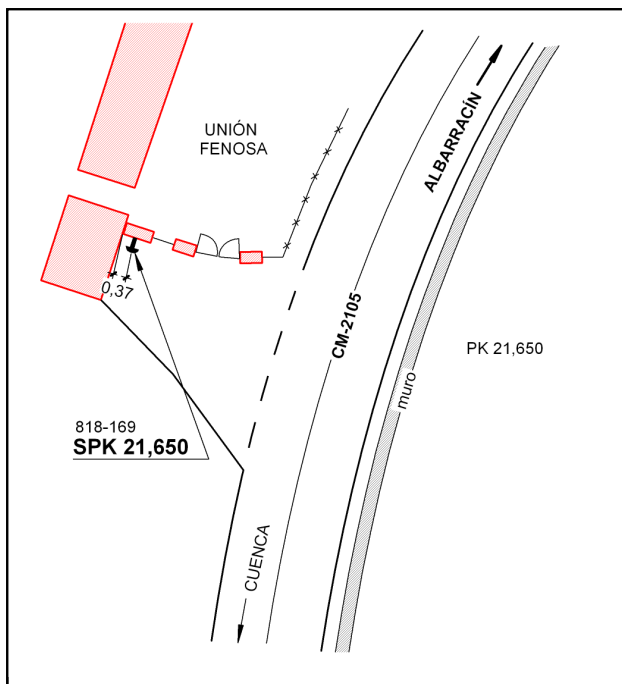 UNIÓN
FENOSA
ALBARRACÍN
0,37
CM-2105
PK 21,650
muro
818-169
SPK 21,650
CUENCA